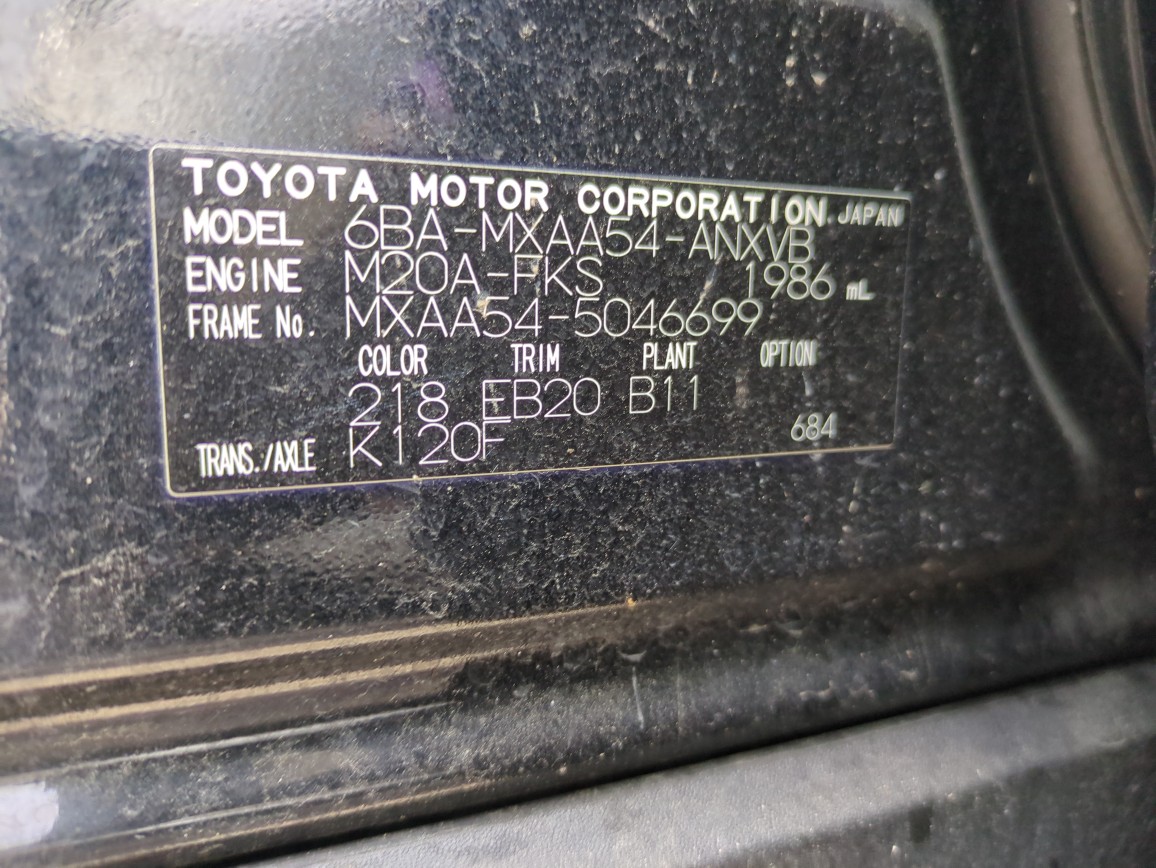 TOYOTA MOTOR CORPORATION. JAPAN
MODEL 6BA-MXAA54-ANXVB
ENGINE M20A-FKS 1986 mL
FRAME No. MXAA54-5046699
COLOR TRIM PLANT OPTION
218 EB20 B11
TRANS./AXLE K120F 684